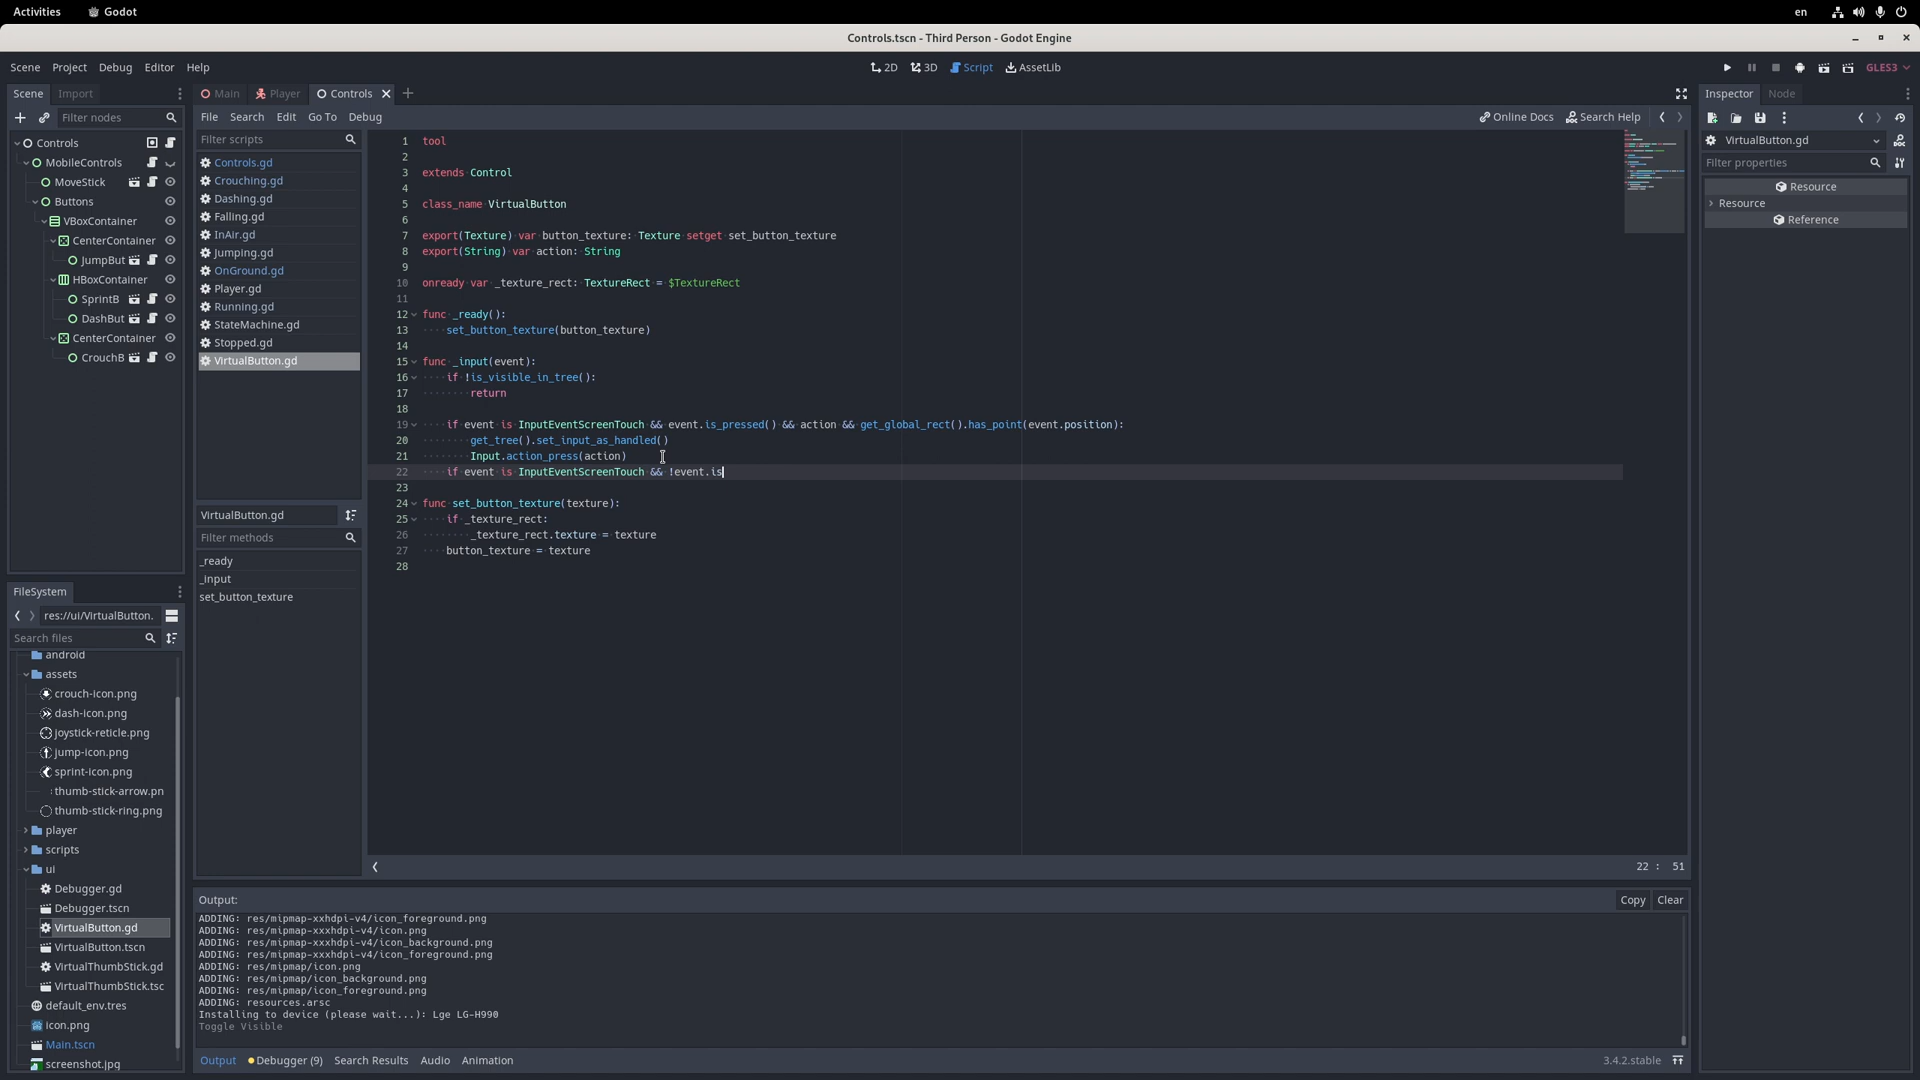 Activities Godot en
Controls.tscn - Third Person - Godot Engine
Scene Project Debug Editor Help 2D 3D Script AssetLib GLES3
Scene Import
Filter nodes
Controls
MobileControls
MoveStick
Buttons
VBoxContainer
CenterContainer
JumpBut
HBoxContainer
SprintB
DashBut
CenterContainer
CrouchB
FileSystem
res://ui/VirtualButton.
Search files
android
assets
crouch-icon.png
dash-icon.png
joystick-reticle.png
jump-icon.png
sprint-icon.png
thumb-stick-arrow.pn
thumb-stick-ring.png
player
scripts
ui
Debugger.gd
Debugger.tscn
VirtualButton.gd
VirtualButton.tscn
VirtualThumbStick.gd
VirtualThumbStick.tsc
default_env.tres
icon.png
Main.tscn
screenshot.jpg
Main Player Controls
File Search Edit Go To Debug Online Docs Search Help
Filter scripts
Controls.gd
Crouching.gd
Dashing.gd
Falling.gd
InAir.gd
Jumping.gd
OnGround.gd
Player.gd
Running.gd
StateMachine.gd
Stopped.gd
VirtualButton.gd
VirtualButton.gd
Filter methods
_ready
_input
set_button_texture
1 tool
2
3 extends Control
4
5 class_name VirtualButton
6
7 export(Texture) var button_texture: Texture setget set_button_texture
8 export(String) var action: String
9
10 onready var _texture_rect: TextureRect = $TextureRect
11
12 func _ready():
13 set_button_texture(button_texture)
14
15 func _input(event):
16 if !is_visible_in_tree():
17 return
18
19 if event is InputEventScreenTouch && event.is_pressed() && action && get_global_rect().has_point(event.position):
20 get_tree().set_input_as_handled()
21 Input.action_press(action)
22 if event is InputEventScreenTouch && !event.is
23
24 func set_button_texture(texture):
25 if _texture_rect:
26 _texture_rect.texture = texture
27 button_texture = texture
28
22 : 51
Output: Copy Clear
ADDING: res/mipmap-xxhdpi-v4/icon_foreground.png
ADDING: res/mipmap-xxxhdpi-v4/icon.png
ADDING: res/mipmap-xxxhdpi-v4/icon_background.png
ADDING: res/mipmap-xxxhdpi-v4/icon_foreground.png
ADDING: res/mipmap/icon.png
ADDING: res/mipmap/icon_background.png
ADDING: res/mipmap/icon_foreground.png
ADDING: resources.arsc
Installing to device (please wait...): Lge LG-H990
Toggle Visible
Output Debugger (9) Search Results Audio Animation 3.4.2.stable
Inspector Node
VirtualButton.gd
Filter properties
Resource
Resource
Reference